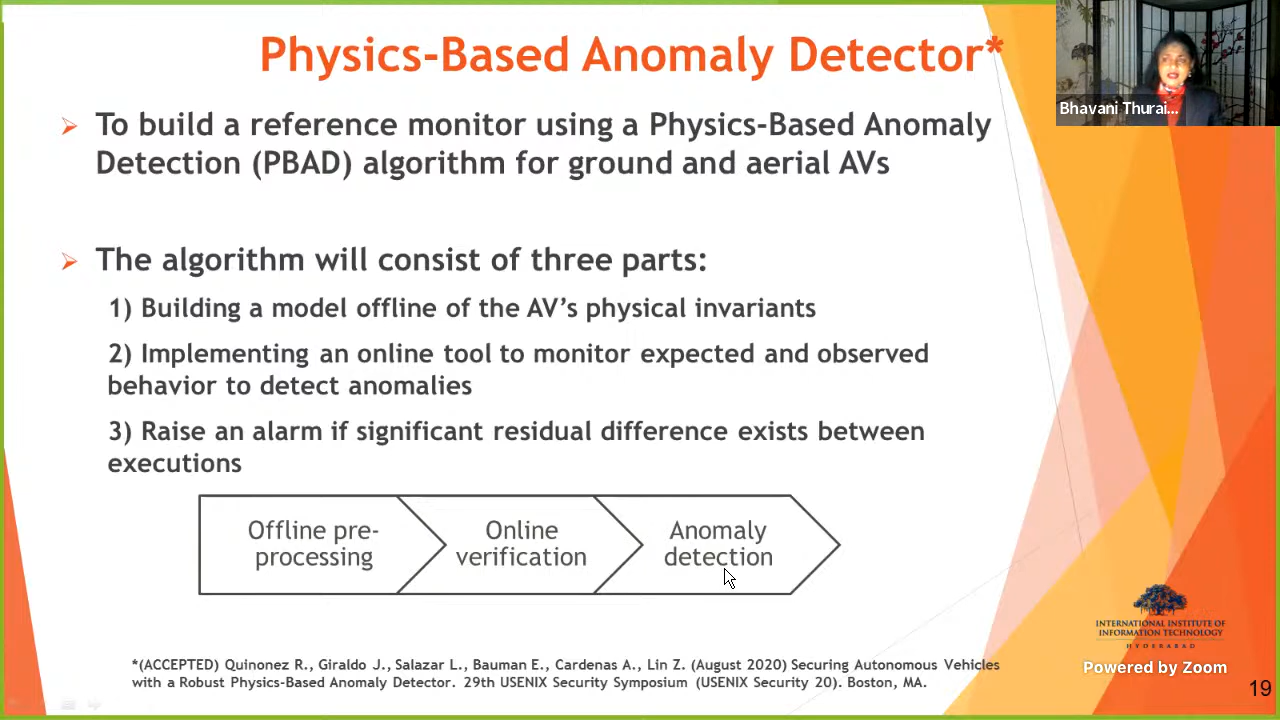 Physics-Based Anomaly Detector*
Bhavani Thurai...
To build a reference monitor using a Physics-Based Anomaly
Detection (PBAD) algorithm for ground and aerial AVs
The algorithm will consist of three parts:
1) Building a model offline of the AV's physical invariants
2) Implementing an online tool to monitor expected and observed
behavior to detect anomalies
3) Raise an alarm if significant residual difference exists between
executions
Offline pre-
processing
Online
verification
Anomaly
detection
*(ACCEPTED) Quinonez R., Giraldo J., Salazar L., Bauman E., Cardenas A., Lin Z. (August 2020) Securing Autonomous Vehicles
with a Robust Physics-Based Anomaly Detector. 29th USENIX Security Symposium (USENIX Security 20). Boston, MA.
INTERNATIONAL INSTITUTE OF
INFORMATION TECHNOLOGY
HYDERABAD
Powered by Zoom
19